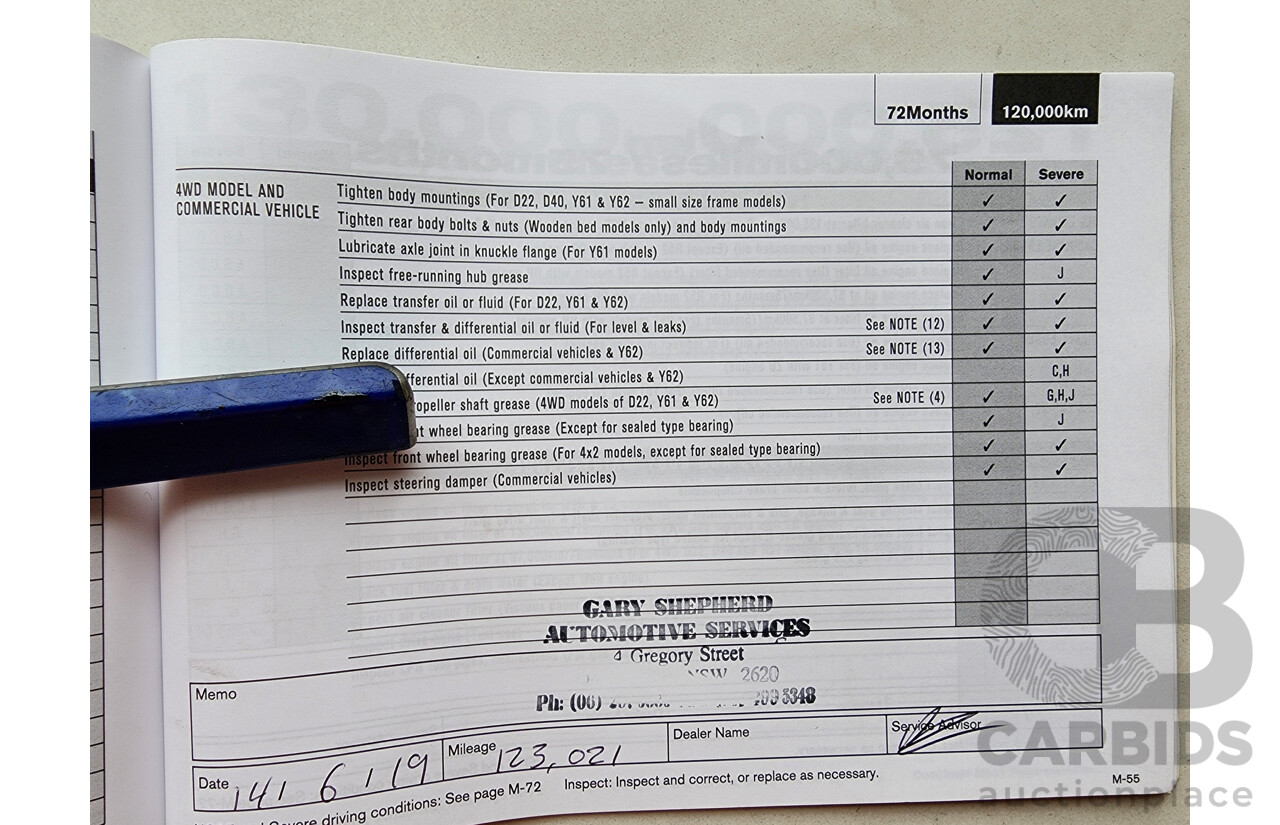 72Months 120,000km
Normal Severe
4WD MODEL AND
COMMERCIAL VEHICLE
Tighten body mountings (For D22, D40, Y61 & Y62 – small size frame models) ✓ ✓
Tighten rear body bolts & nuts (Wooden bed models only) and body mountings ✓ ✓
Lubricate axle joint in knuckle flange (For Y61 models) ✓ ✓
Inspect free-running hub grease ✓ J
Replace transfer oil or fluid (For D22, Y61 & Y62) ✓ ✓
Inspect transfer & differential oil or fluid (For level & leaks) See NOTE (12) ✓ ✓
Replace differential oil (Commercial vehicles & Y62) See NOTE (13) ✓ ✓
fferential oil (Except commercial vehicles & Y62) C,H
opeller shaft grease (4WD models of D22, Y61 & Y62) See NOTE (4) ✓ G,H,J
nt wheel bearing grease (Except for sealed type bearing) ✓ J
Inspect front wheel bearing grease (For 4x2 models, except for sealed type bearing) ✓ ✓
Inspect steering damper (Commercial vehicles) ✓ ✓
GARY SHEPHERD
AUTOMOTIVE SERVICES
4 Gregory Street
NSW 2620
Ph: (06)
5348
Memo
Date 14 / 6 / 19 Mileage 123,021 Dealer Name Service Advisor
Severe driving conditions: See page M-72 Inspect: Inspect and correct, or replace as necessary. M-55
CB
CARBIDS
auctionplace